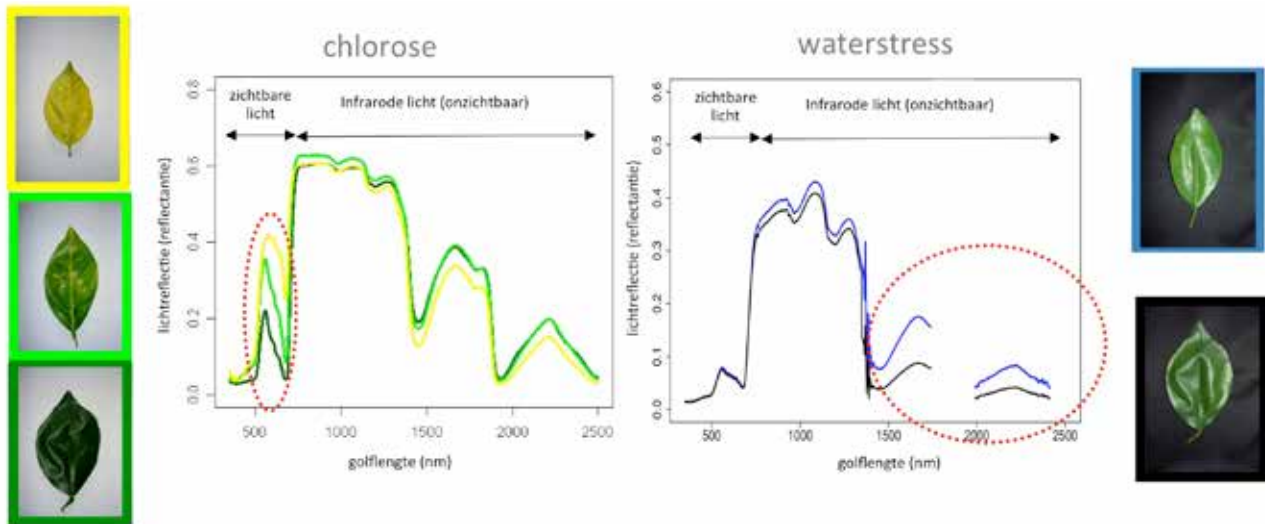 chlorose
waterstress
zichtbare
licht
Infrarode licht (onzichtbaar)
lichtreflectie (reflectantie)
0.8
0.6
0.4
0.2
0.0
500
1000
1500
2000
2500
golflengte (nm)
zichtbare
licht
Infrarode licht (onzichtbaar)
lichtreflectie (reflectantie)
0.6
0.5
0.4
0.3
0.2
0.1
0.0
500
1000
1500
2000
2500
golflengte (nm)